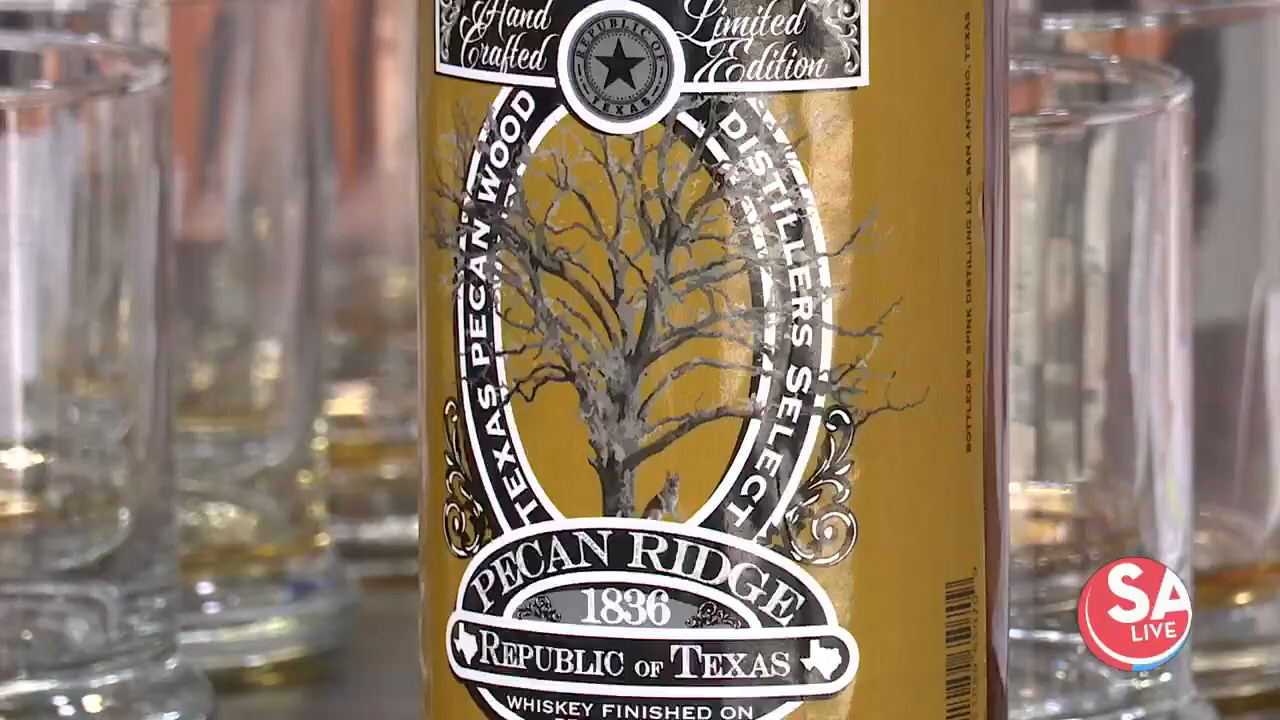 Hand
Crafted
Limited
Edition
REPUBLIC OF
TEXAS
TEXAS PECAN WOOD
DISTILLERS SELECT
PECAN RIDGE
1836
REPUBLIC OF TEXAS
WHISKEY FINISHED ON
BOTTLED BY SPINK DISTILLING LLC. SAN ANTONIO, TEXAS
SA
LIVE